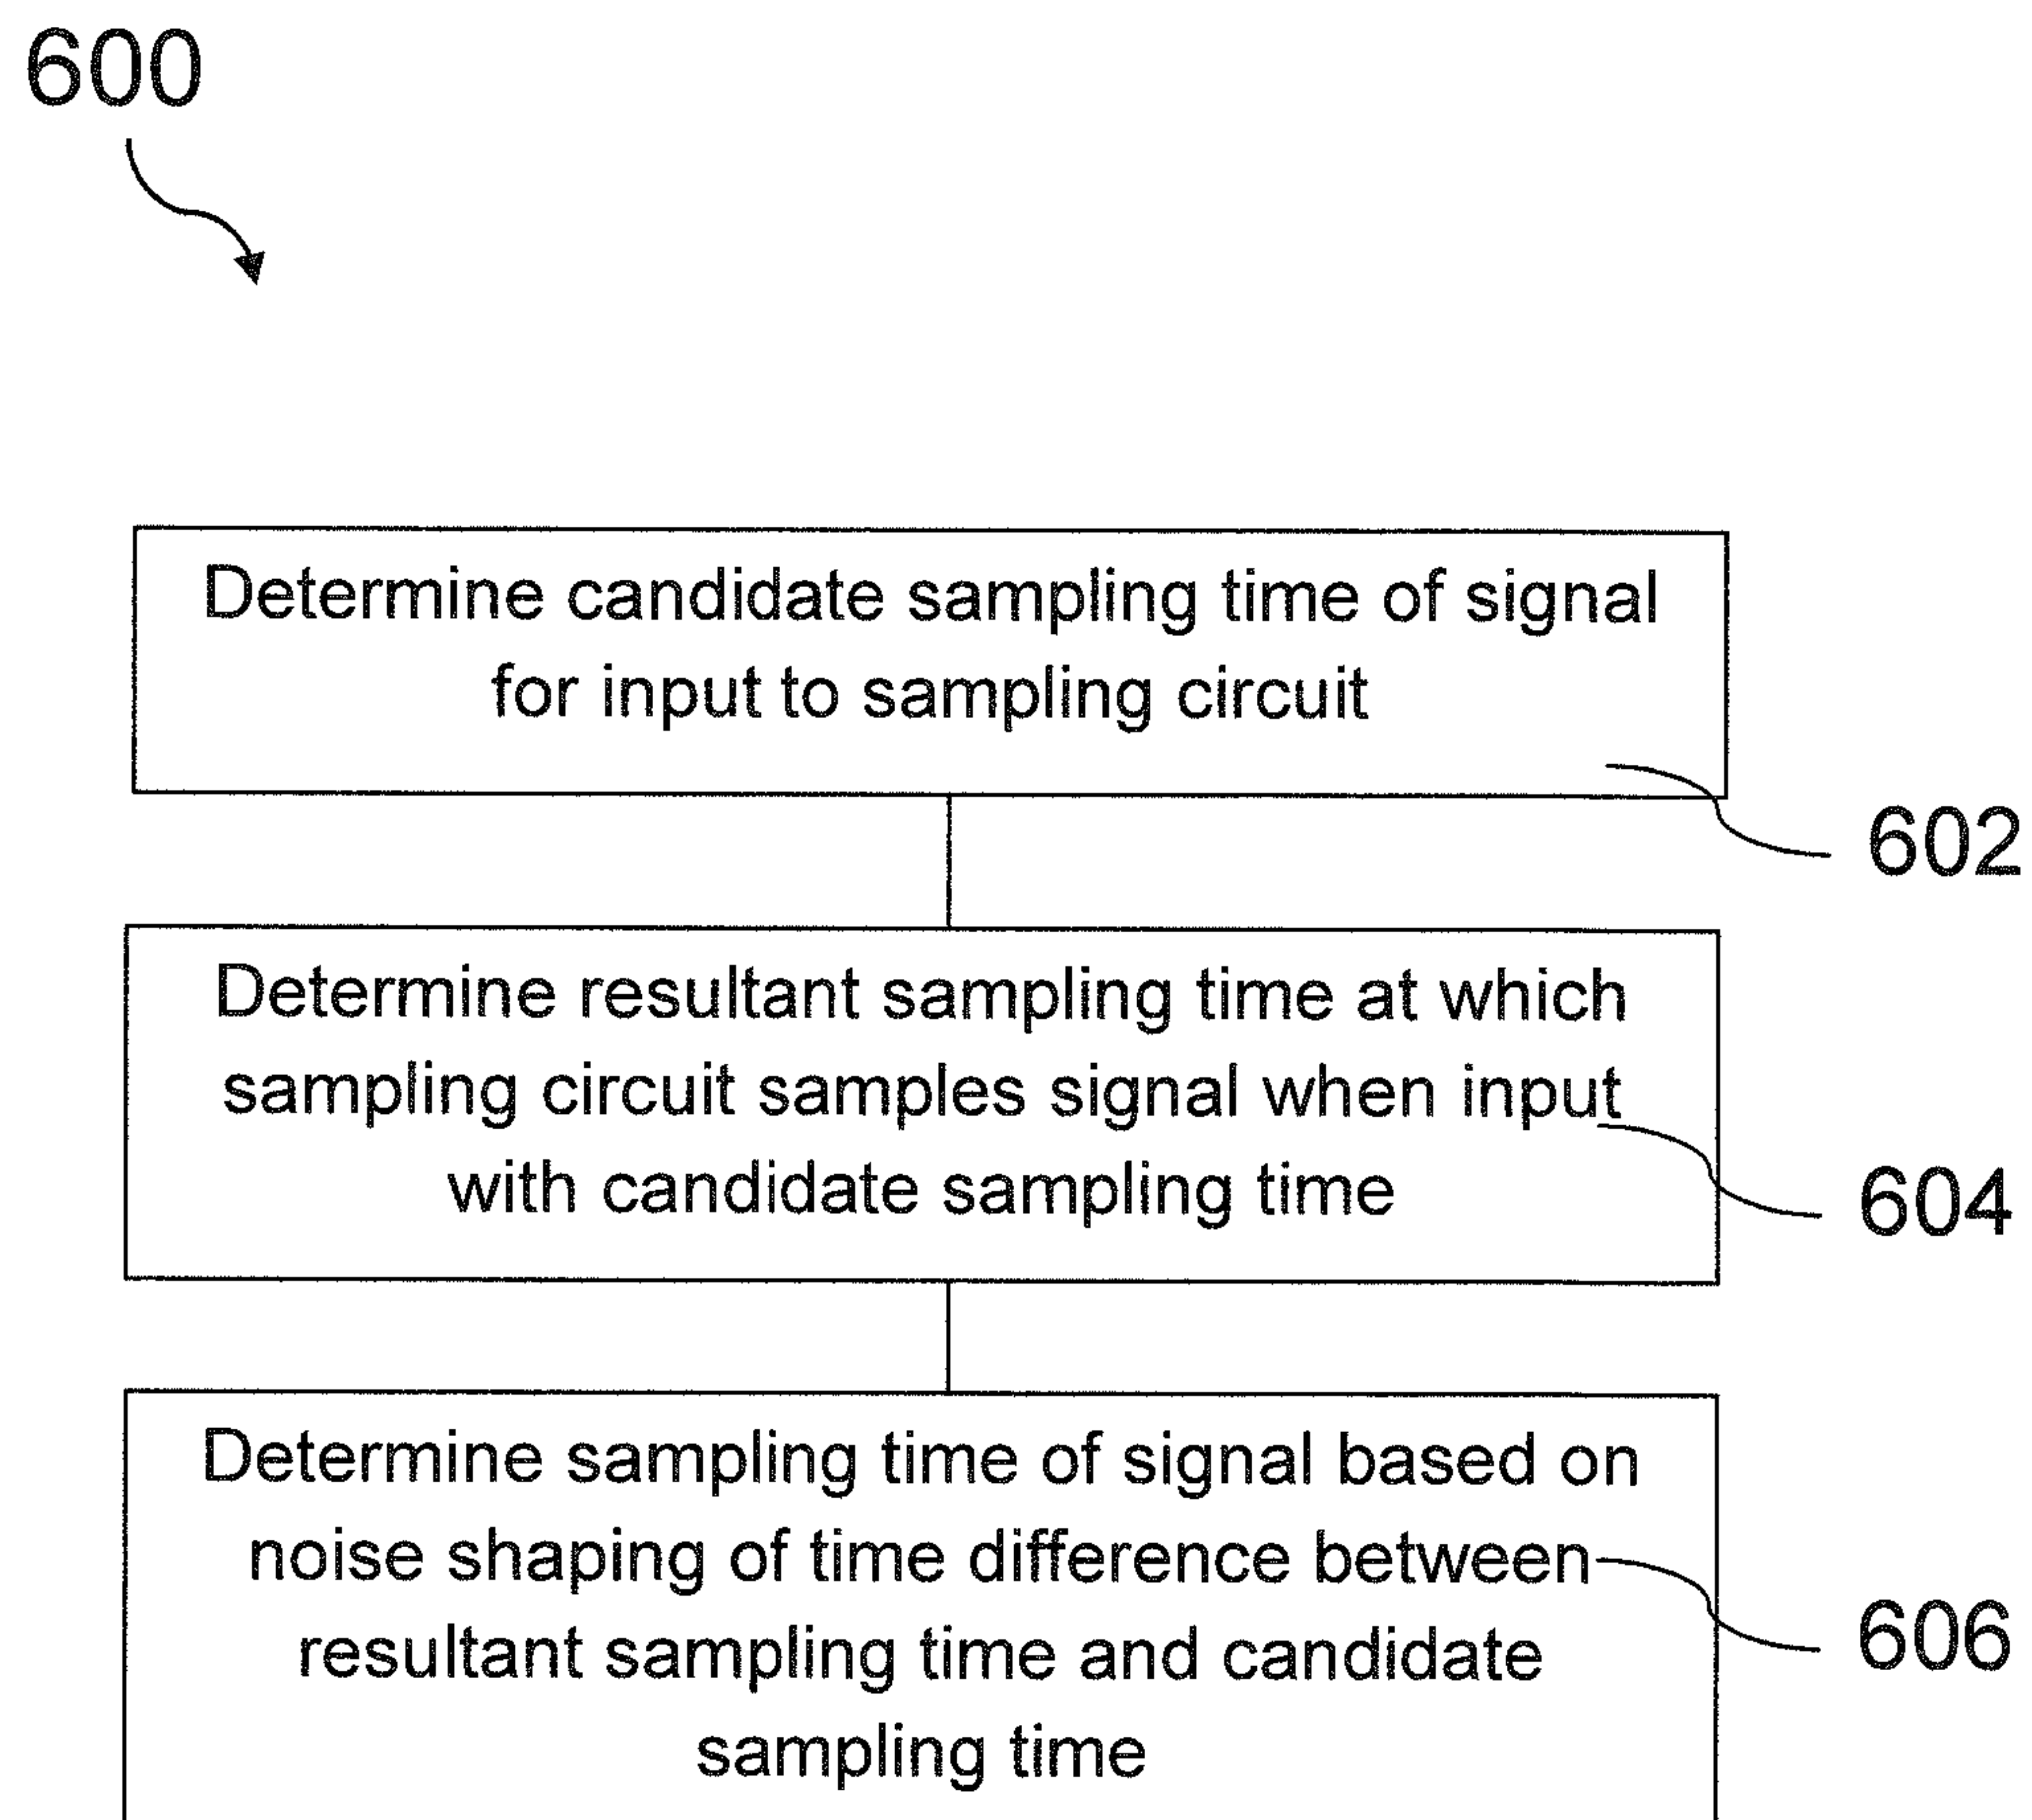 600
Determine candidate sampling time of signal
for input to sampling circuit
602
Determine resultant sampling time at which
sampling circuit samples signal when input
with candidate sampling time
604
Determine sampling time of signal based on
noise shaping of time difference between
resultant sampling time and candidate
sampling time
606